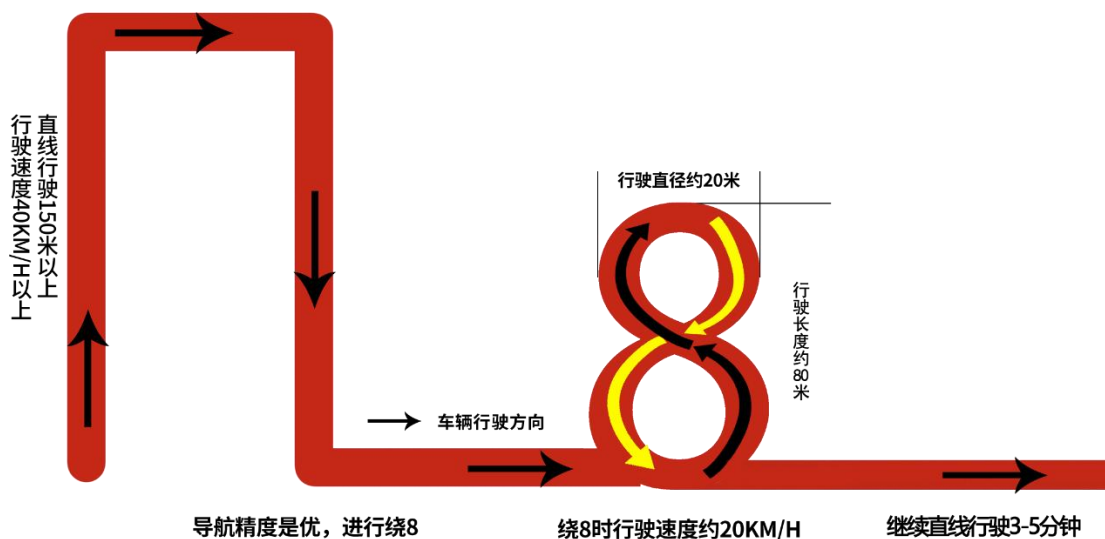 直线行驶150米以上
行驶速度40KM/H以上
行驶直径约20米
行驶长度约80米
车辆行驶方向
导航精度是优，进行绕8
绕8时行驶速度约20KM/H
继续直线行驶3-5分钟